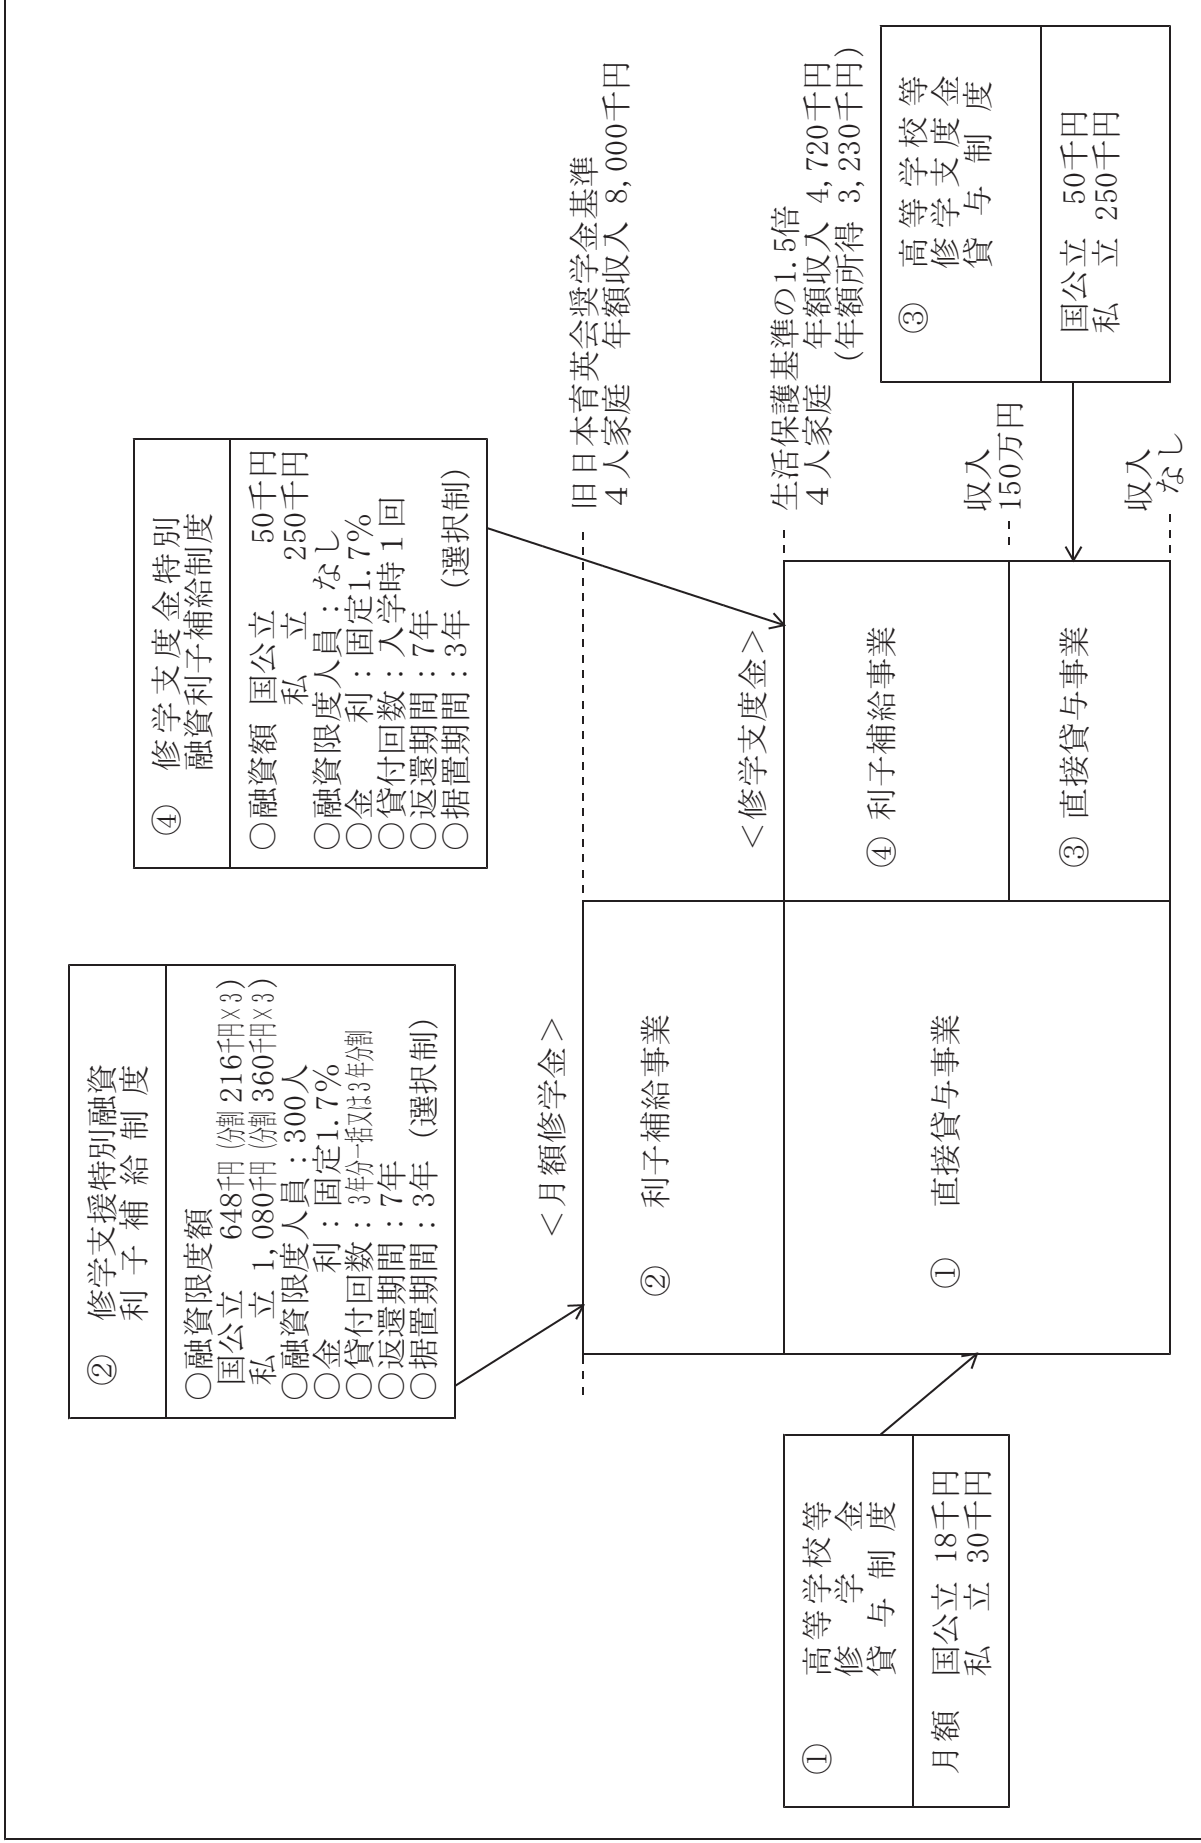 ② 修学支援特別融資
利子補給制度
○融資限度額
国公立 648千円（分割 216千円×3）
私 立 1,080千円（分割 360千円×3）
○融資限度人員：300人
○金 利：固定1.7％
○貸付回数：3年分一括又は3年分割
○返還期間：7年
○据置期間：3年（選択制）
④ 修学支度金特別
融資利子補給制度
○融資額 国公立 50千円
私 立 250千円
○融資限度人員：なし
○金 利：固定1.7％
○貸付回数：入学時1回
○返還期間：7年
○据置期間：3年（選択制）
＜月額修学金＞
② 利子補給事業
① 直接貸与事業
＜修学支度金＞
④ 利子補給事業
③ 直接貸与事業
旧日本育英会奨学金基準
4人家庭 年額収入 8,000千円
生活保護基準の1.5倍
4人家庭 年額収入 4,720千円
（年額所得 3,230千円）
収入
150万円
収入
なし
① 高等学校等
修学金
貸与制度
月額 国公立 18千円
私 立 30千円
③ 高等学校等
修学支度金
貸与制度
国公立 50千円
私 立 250千円